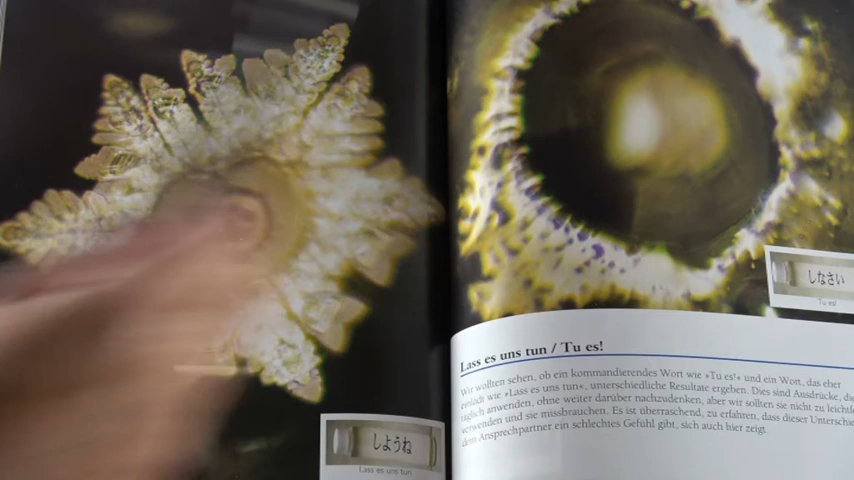 しようね
Lass es uns tun
しなさい
Tu es!
Lass es uns tun / Tu es!
Wir wollten sehen, ob ein kommandierendes Wort wie »Tu es!« und ein Wort, das eher
einlädt wie »Lass es uns tun«, unterschiedliche Resultate ergeben. Dies sind Ausdrücke, die
täglich anwenden, ohne weiter darüber nachzudenken, aber wir sollten sie nicht zu
verwenden und sie missbrauchen. Es ist überraschend, zu erfahren, dass dieser
dem Ansprechpartner ein schlechtes Gefühl gibt, sich auch hier zeigt.